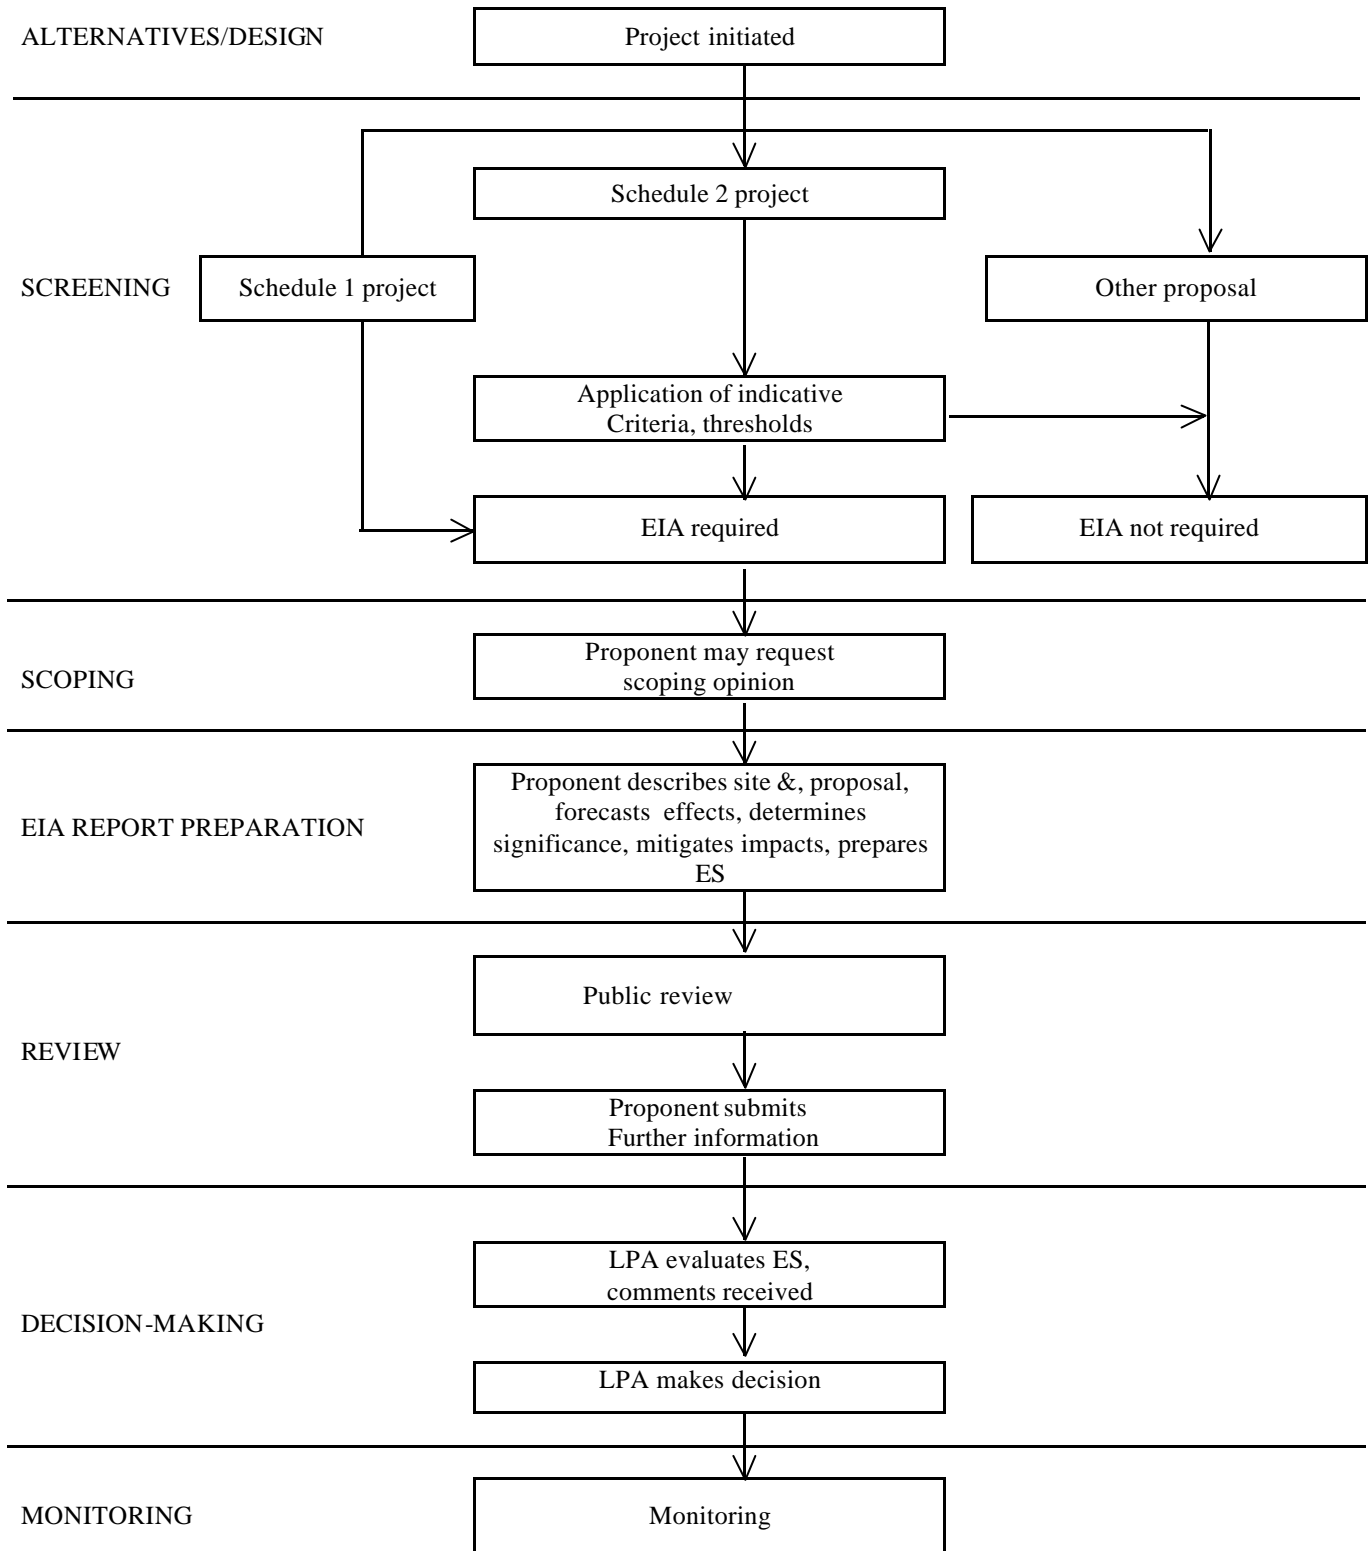 ALTERNATIVES/DESIGN
Project initiated
Schedule 2 project
SCREENING
Schedule 1 project
Other proposal
Application of indicative
Criteria, thresholds
EIA required
EIA not required
Proponent may request
scoping opinion
SCOPING
Proponent describes site &, proposal,
forecasts effects, determines
significance, mitigates impacts, prepares
ES
EIA REPORT PREPARATION
Public review
REVIEW
Proponent submits
Further information
LPA evaluates ES,
comments received
DECISION-MAKING
LPA makes decision
MONITORING
Monitoring